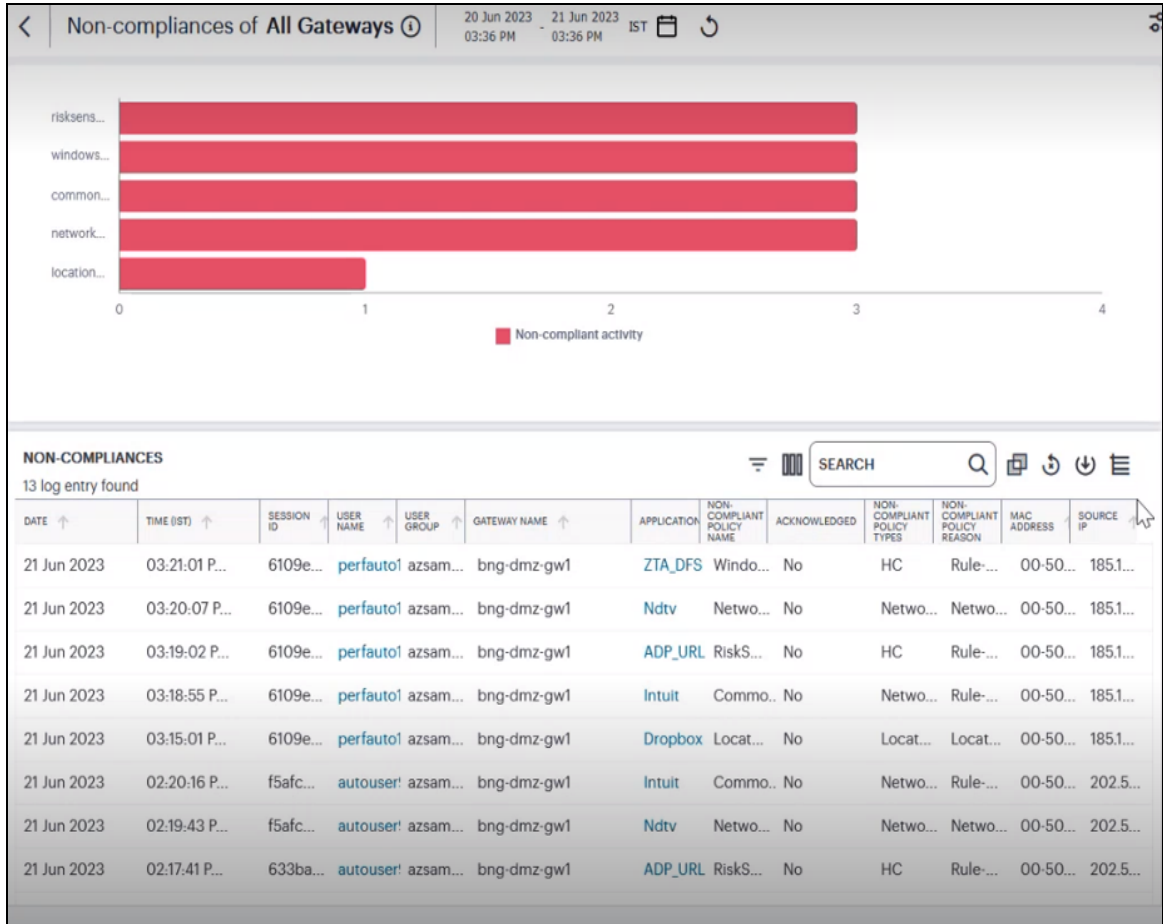 Non-compliances of All Gateways
20 Jun 2023 - 21 Jun 2023 IST
03:36 PM 03:36 PM
risksens...
windows...
common...
network...
location...
0 1 2 3 4
Non-compliant activity
NON-COMPLIANCES
SEARCH
13 log entry found
DATE TIME (IST) SESSION ID USER NAME USER GROUP GATEWAY NAME APPLICATION NON-COMPLIANT POLICY NAME ACKNOWLEDGED NON-COMPLIANT POLICY TYPES NON-COMPLIANT POLICY REASON MAC ADDRESS SOURCE IP
21 Jun 2023 03:21:01 P... 6109e... perfauto1 azsam... bng-dmz-gw1 ZTA_DFS Windo... No HC Rule-... 00-50... 185.1...
21 Jun 2023 03:20:07 P... 6109e... perfauto1 azsam... bng-dmz-gw1 Ndtv Netwo... No Netwo... Netwo... 00-50... 185.1...
21 Jun 2023 03:19:02 P... 6109e... perfauto1 azsam... bng-dmz-gw1 ADP_URL RiskS... No HC Rule-... 00-50... 185.1...
21 Jun 2023 03:18:55 P... 6109e... perfauto1 azsam... bng-dmz-gw1 Intuit Commo.. No Netwo... Rule-... 00-50... 185.1...
21 Jun 2023 03:15:01 P... 6109e... perfauto1 azsam... bng-dmz-gw1 Dropbox Locat... No Locat... Locat... 00-50... 185.1...
21 Jun 2023 02:20:16 P... f5afc... autouser azsam... bng-dmz-gw1 Intuit Commo.. No Netwo... Rule-... 00-50... 202.5...
21 Jun 2023 02:19:43 P... f5afc... autouser azsam... bng-dmz-gw1 Ndtv Netwo... No Netwo... Netwo... 00-50... 202.5...
21 Jun 2023 02:17:41 P... 633ba... autouser azsam... bng-dmz-gw1 ADP_URL RiskS... No HC Rule-... 00-50... 202.5...